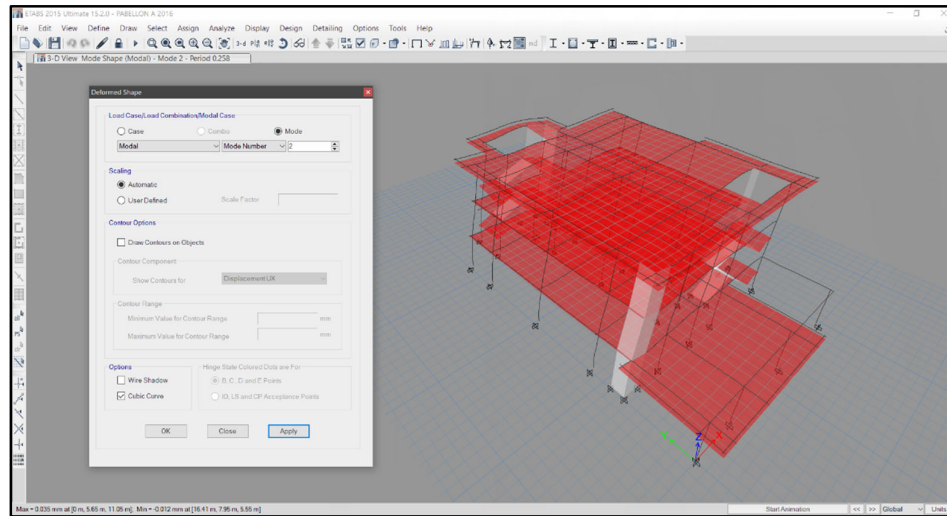 ETABS 2015 Ultimate 15.2.0 - PABELLON A 2016
File Edit View Define Draw Select Assign Analyze Display Design Detailing Options Tools Help
3-d
nd
3-D View Mode Shape (Modal) - Mode 2 - Period 0.258
Deformed Shape
Load Case/Load Combination/Modal Case
Case Combo Mode
Modal Mode Number 2
Scaling
Automatic
User Defined Scale Factor
Contour Options
Draw Contours on Objects
Contour Component
Show Contours for Displacement UX
Contour Range
Minimum Value for Contour Range mm
Maximum Value for Contour Range mm
Options
Wire Shadow
Cubic Curve
Hinge State Colored Dots are For
B, C, D and E Points
IO, LS and CP Acceptance Points
OK Close Apply
Y Z X
Max = 0.035 mm at [0 m, 5.65 m, 11.05 m]; Min = -0.012 mm at [16.41 m, 7.95 m, 5.55 m]
Start Animation << >> Global Units